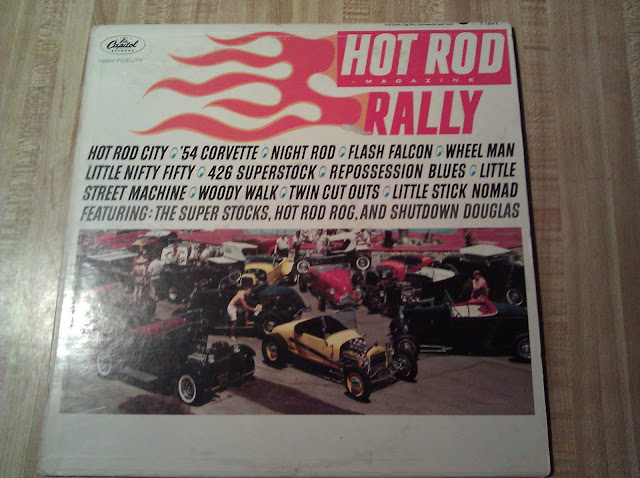 Capitol
RECORDS
HIGH FIDELITY
HOT ROD
MAGAZINE
RALLY
HOT ROD CITY '54 CORVETTE NIGHT ROD FLASH FALCON WHEEL MAN
LITTLE NIFTY FIFTY 426 SUPERSTOCK REPOSSESSION BLUES LITTLE
STREET MACHINE WOODY WALK TWIN CUT OUTS LITTLE STICK NOMAD
FEATURING: THE SUPER STOCKS, HOT ROD ROG, AND SHUTDOWN DOUGLAS